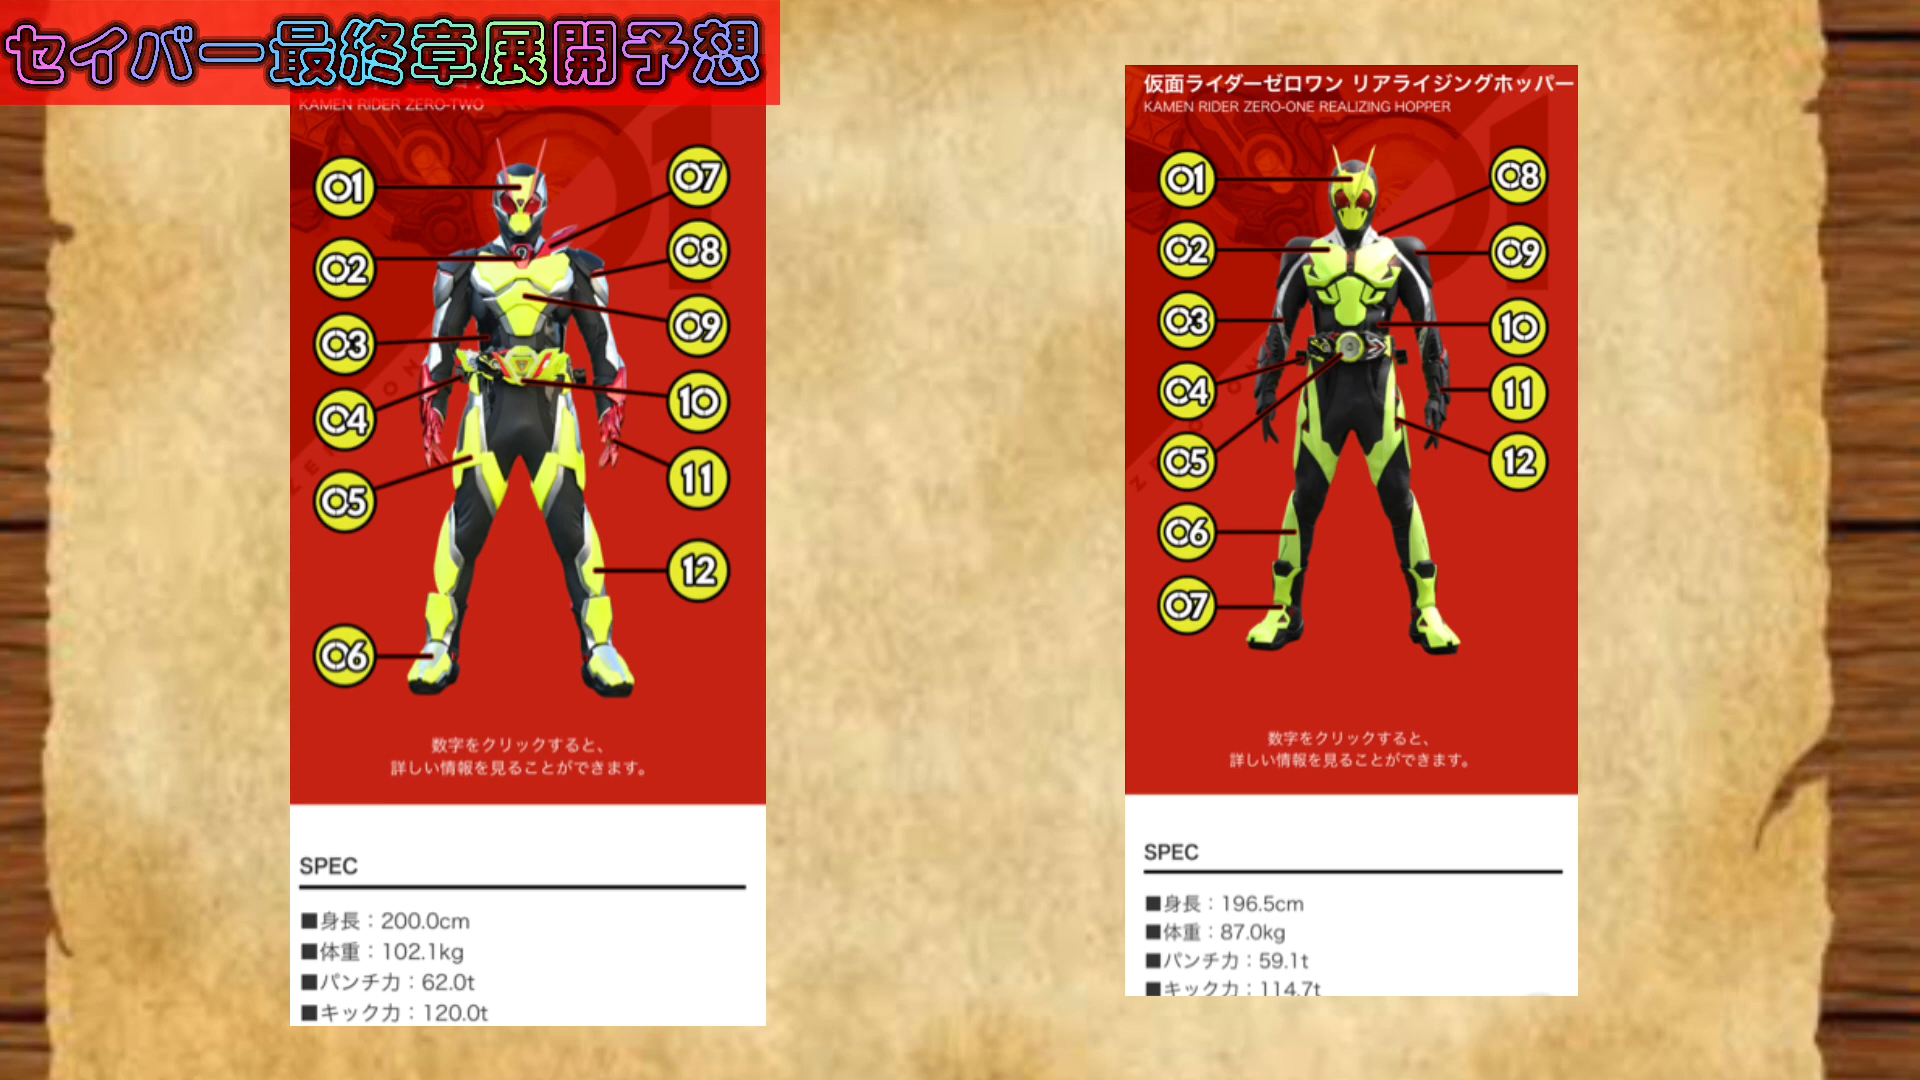 セイバー最終章展開予想
KAMEN RIDER ZERO-TWO
01
02
03
04
05
06
07
08
09
10
11
12
数字をクリックすると、
詳しい情報を見ることができます。
SPEC
■身長：200.0cm
■体重：102.1kg
■パンチ力：62.0t
■キック力：120.0t
仮面ライダーゼロワン リアライジングホッパー
KAMEN RIDER ZERO-ONE REALIZING HOPPER
01
02
03
04
05
06
07
08
09
10
11
12
数字をクリックすると、
詳しい情報を見ることができます。
SPEC
■身長：196.5cm
■体重：87.0kg
■パンチ力：59.1t
■キック力：114.7t